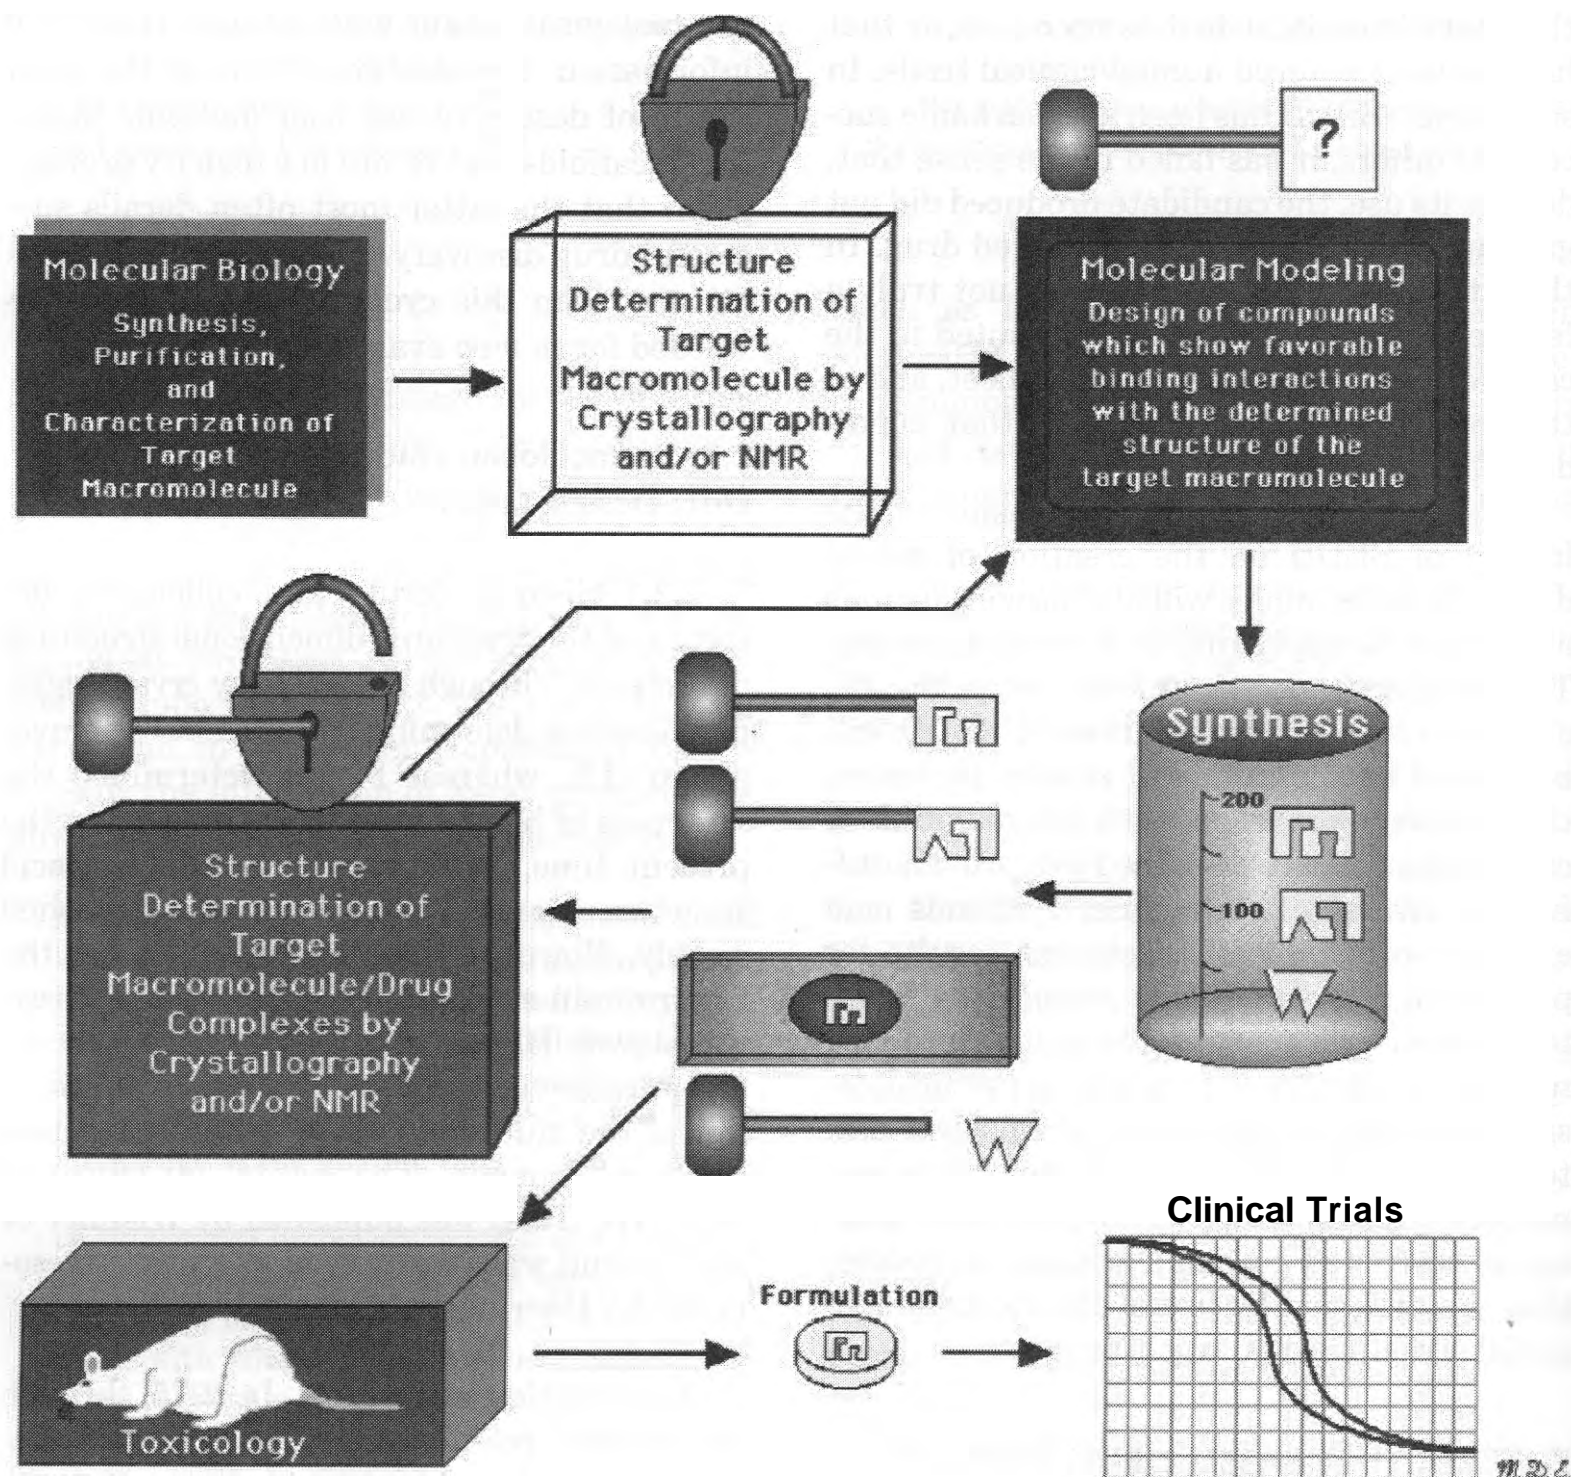 ?
Molecular Biology
Synthesis,
Purification,
and
Characterization of
Target
Macromolecule
Structure
Determination of
Target
Macromolecule by
Crystallography
and/or NMR
Molecular Modeling
Design of compounds
which show favorable
binding interactions
with the determined
structure of the
target macromolecule
Synthesis
200
100
Structure
Determination of
Target
Macromolecule/Drug
Complexes by
Crystallography
and/or NMR
Toxicology
Formulation
Clinical Trials